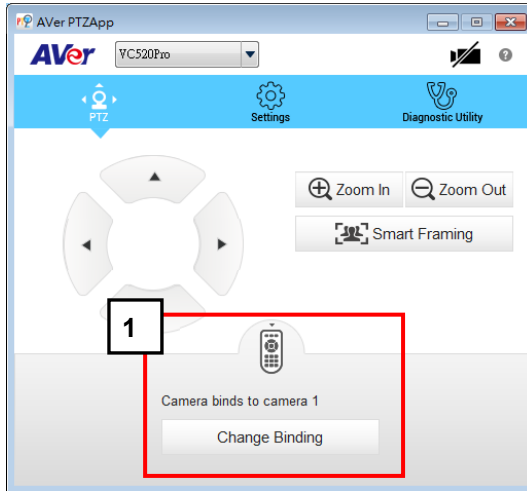 AVer PTZApp
AVer
VC520Pro
?
PTZ
Settings
Diagnostic Utility
Zoom In
Zoom Out
Smart Framing
1
Camera binds to camera 1
Change Binding